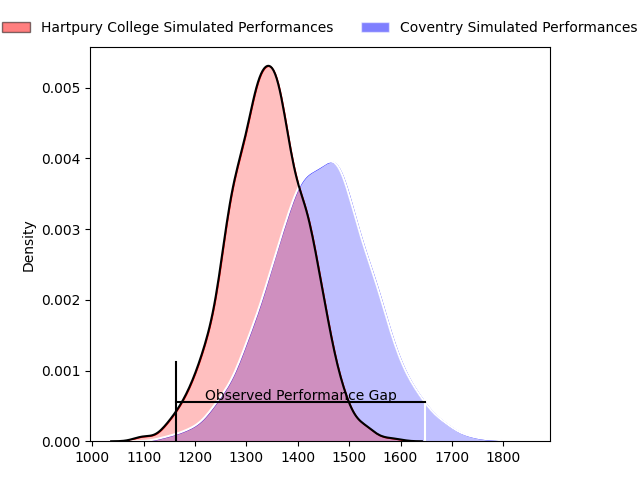 Hartpury College Simulated Performances Coventry Simulated Performances
Density
0.005
0.004
0.003
0.002
0.001
0.000
Observed Performance Gap
1000 1100 1200 1300 1400 1500 1600 1700 1800